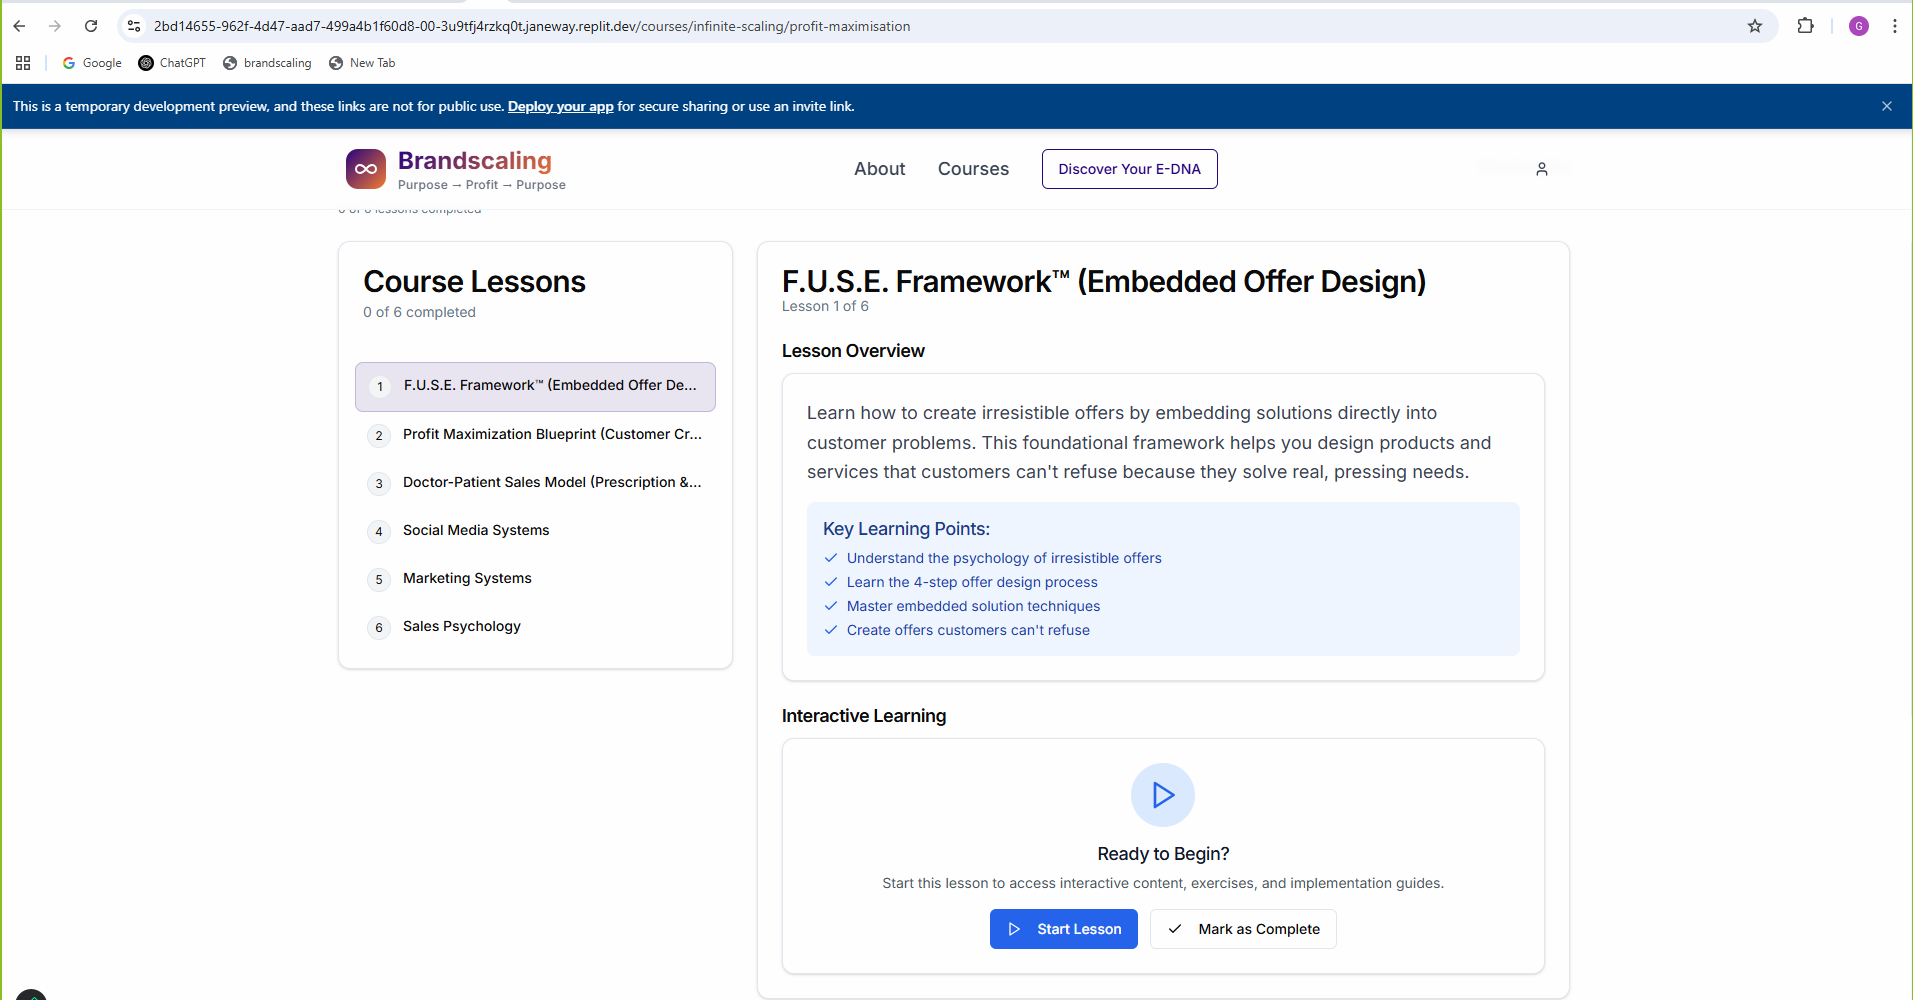 2bd14655-962f-4d47-aad7-499a4b1f60d8-00-3u9tfj4rzkq0t.janeway.replit.dev/courses/infinite-scaling/profit-maximisation
G
Google
ChatGPT
brandscaling
New Tab
This is a temporary development preview, and these links are not for public use. Deploy your app for secure sharing or use an invite link.
Brandscaling
Purpose → Profit → Purpose
About
Courses
Discover Your E-DNA
0 of 6 lessons completed
Course Lessons
0 of 6 completed
1 F.U.S.E. Framework™ (Embedded Offer De...
2 Profit Maximization Blueprint (Customer Cr...
3 Doctor-Patient Sales Model (Prescription &...
4 Social Media Systems
5 Marketing Systems
6 Sales Psychology
F.U.S.E. Framework™ (Embedded Offer Design)
Lesson 1 of 6
Lesson Overview
Learn how to create irresistible offers by embedding solutions directly into
customer problems. This foundational framework helps you design products and
services that customers can't refuse because they solve real, pressing needs.
Key Learning Points:
Understand the psychology of irresistible offers
Learn the 4-step offer design process
Master embedded solution techniques
Create offers customers can't refuse
Interactive Learning
Ready to Begin?
Start this lesson to access interactive content, exercises, and implementation guides.
Start Lesson
Mark as Complete